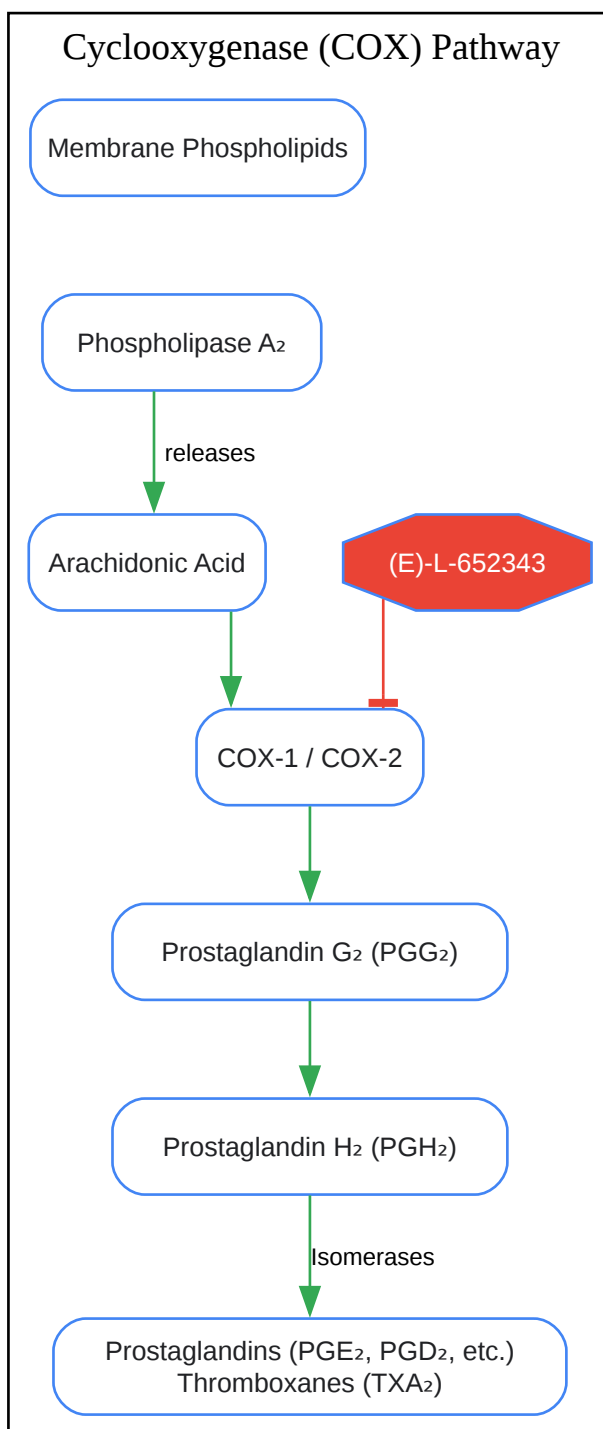 Cyclooxygenase (COX) Pathway
Membrane Phospholipids
Phospholipase A₂
releases
Arachidonic Acid
(E)-L-652343
COX-1 / COX-2
Prostaglandin G₂ (PGG₂)
Prostaglandin H₂ (PGH₂)
Isomerases
Prostaglandins (PGE₂, PGD₂, etc.)
Thromboxanes (TXA₂)